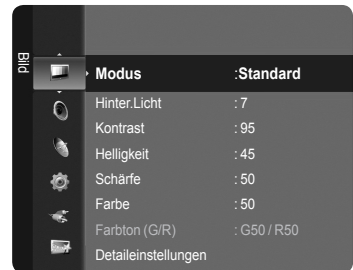 Bild
Modus :Standard
Hinter.Licht : 7
Kontrast : 95
Helligkeit : 45
Schärfe : 50
Farbe : 50
Farbton (G/R) : G50 / R50
Detaileinstellungen